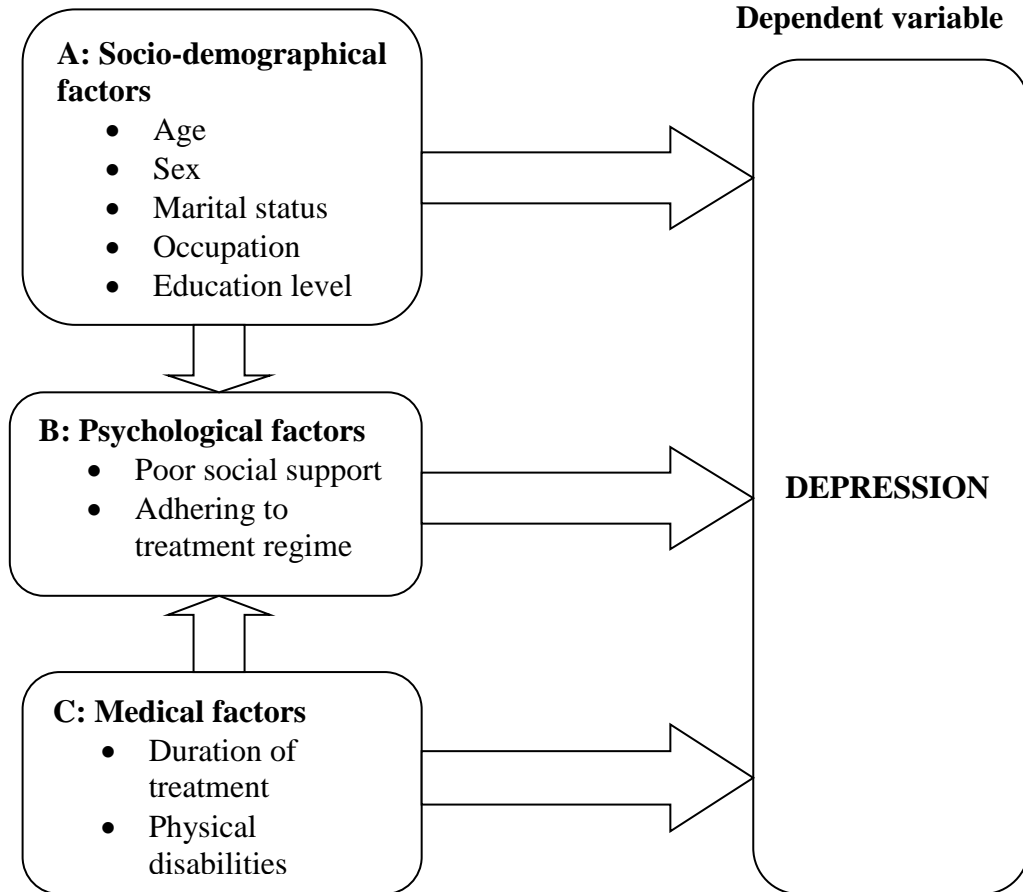 Dependent variable
A: Socio-demographical
factors
• Age
• Sex
• Marital status
• Occupation
• Education level
B: Psychological factors
• Poor social support
• Adhering to
treatment regime
C: Medical factors
• Duration of
treatment
• Physical
disabilities
DEPRESSION